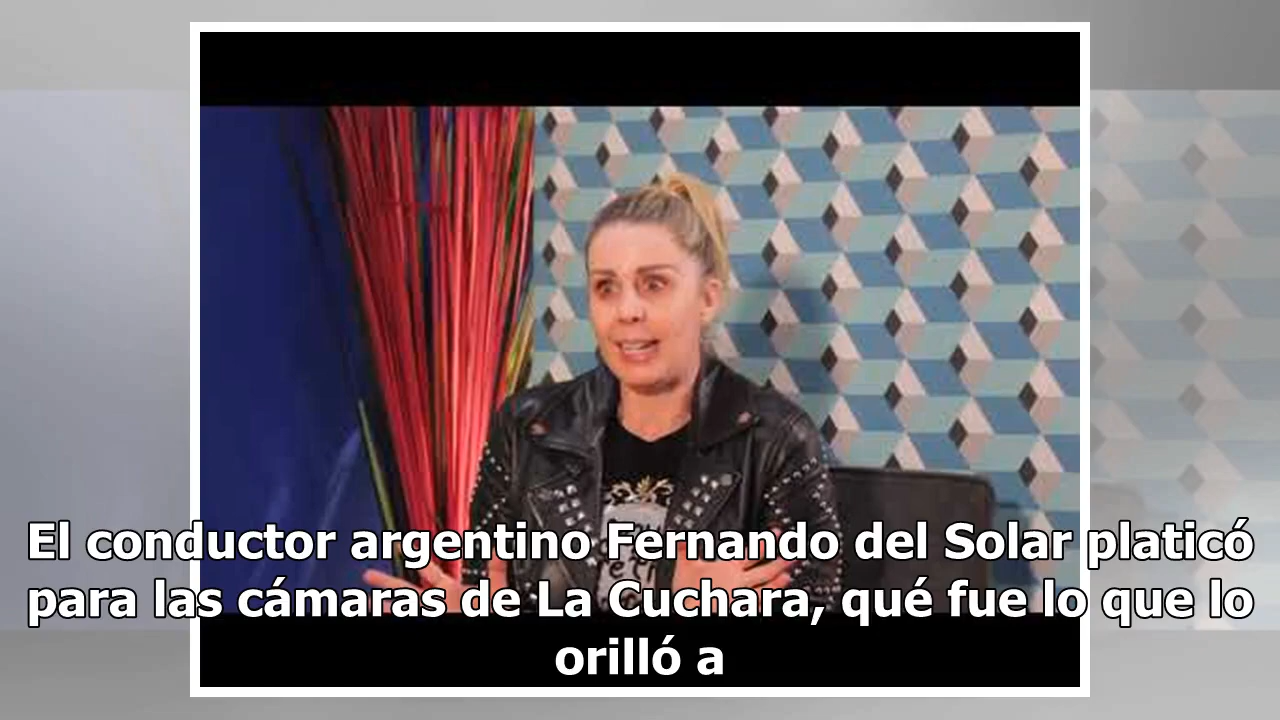 El conductor argentino Fernando del Solar platicó
para las cámaras de La Cuchara, qué fue lo que lo
orilló a